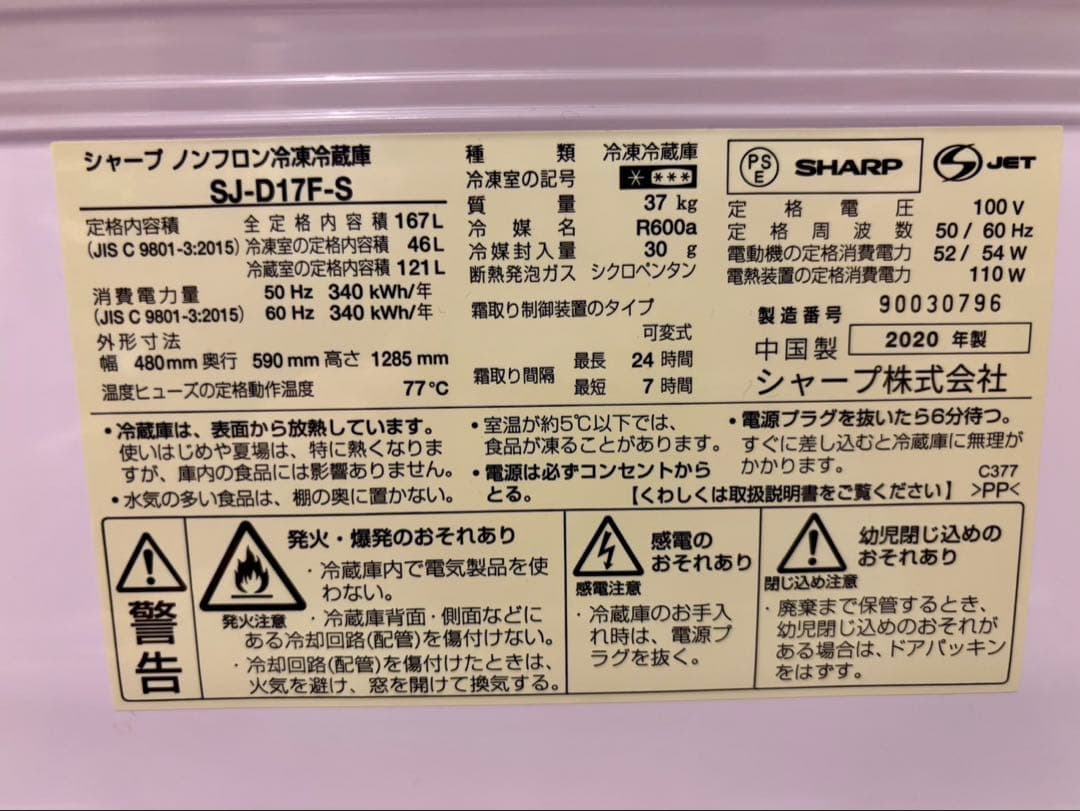 シャープ ノンフロン冷凍冷蔵庫
SJ-D17F-S
定格内容積
(JIS C 9801-3:2015)
全定格内容積 167L
冷凍室の定格内容積 46L
冷蔵室の定格内容積 121L
消費電力量
(JIS C 9801-3:2015)
50 Hz 340 kWh/年
60 Hz 340 kWh/年
外形寸法
幅 480mm 奥行 590mm 高さ 1285mm
温度ヒューズの定格動作温度 77℃
種類 冷凍冷蔵庫
冷凍室の記号 * ***
質量 37 kg
冷媒名 R600a
冷媒封入量 30 g
断熱発泡ガス シクロペンタン
霜取り制御装置のタイプ
可変式
霜取り間隔
最長 24 時間
最短 7 時間
PS
E
SHARP
S JET
定格電圧 100 V
定格周波数 50/60 Hz
電動機の定格消費電力 52/54 W
電熱装置の定格消費電力 110 W
製造番号 90030796
中国製 2020 年製
シャープ株式会社
・冷蔵庫は、表面から放熱しています。
使いはじめや夏場は、特に熱くなりま
すが、庫内の食品には影響ありません。
・水気の多い食品は、棚の奥に置かない。
・室温が約5℃以下では、
食品が凍ることがあります。
・電源は必ずコンセントから
とる。
・電源プラグを抜いたら6分待つ。
すぐに差し込むと冷蔵庫に無理が
かかります。
C377
【くわしくは取扱説明書をご覧ください】 >PP<
警告
発火注意
発火・爆発のおそれあり
・冷蔵庫内で電気製品を使
わない。
・冷蔵庫背面・側面などに
ある冷却回路(配管)を傷付けない。
・冷却回路(配管)を傷付けたときは、
火気を避け、窓を開けて換気する。
感電注意
感電の
おそれあり
・冷蔵庫のお手入
れ時は、電源プ
ラグを抜く。
閉じ込め注意
幼児閉じ込めの
おそれあり
・廃棄まで保管するとき、
幼児閉じ込めのおそれが
ある場合は、ドアパッキン
をはずす。